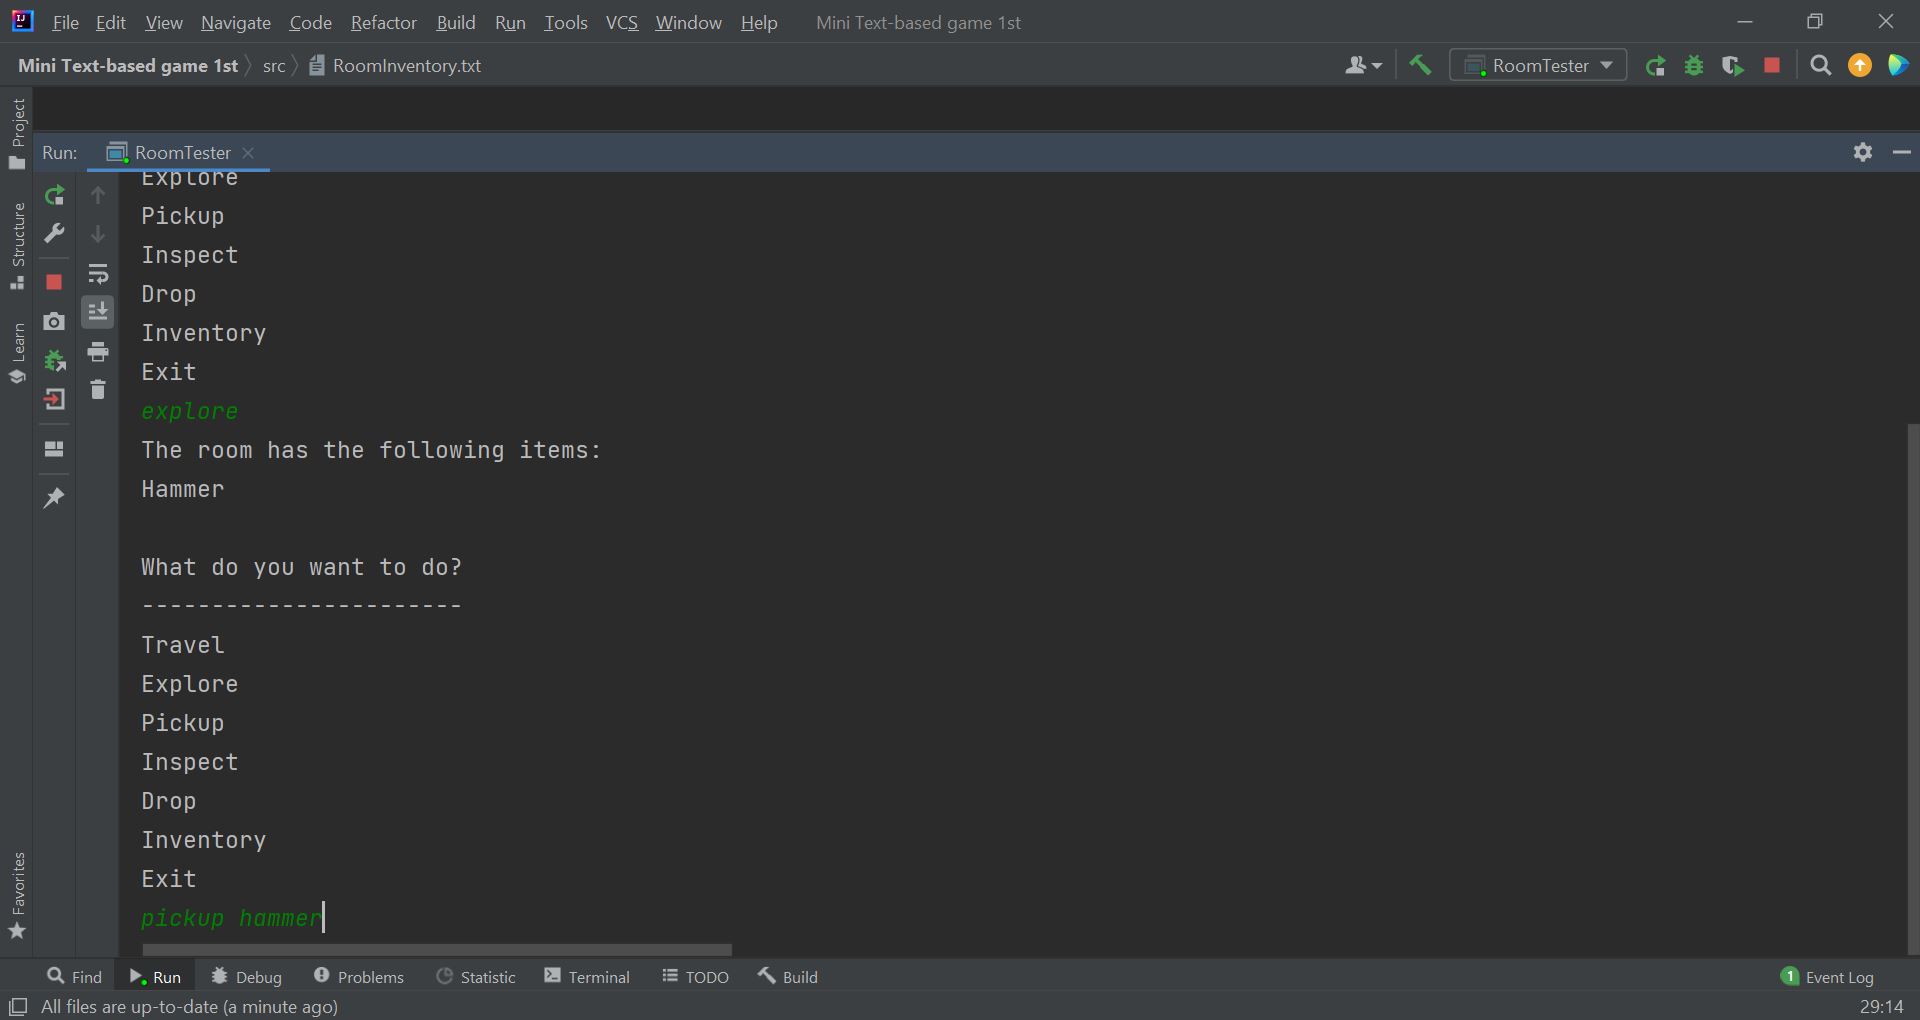 File Edit View Navigate Code Refactor Build Run Tools VCS Window Help Mini Text-based game 1st
Mini Text-based game 1st src RoomInventory.txt RoomTester
Project
Structure
Learn
Favorites
Run: RoomTester
Explore
Pickup
Inspect
Drop
Inventory
Exit
explore
The room has the following items:
Hammer
What do you want to do?
-----------------------
Travel
Explore
Pickup
Inspect
Drop
Inventory
Exit
pickup hammer
Find Run Debug Problems Statistic Terminal TODO Build 1 Event Log
All files are up-to-date (a minute ago) 29:14